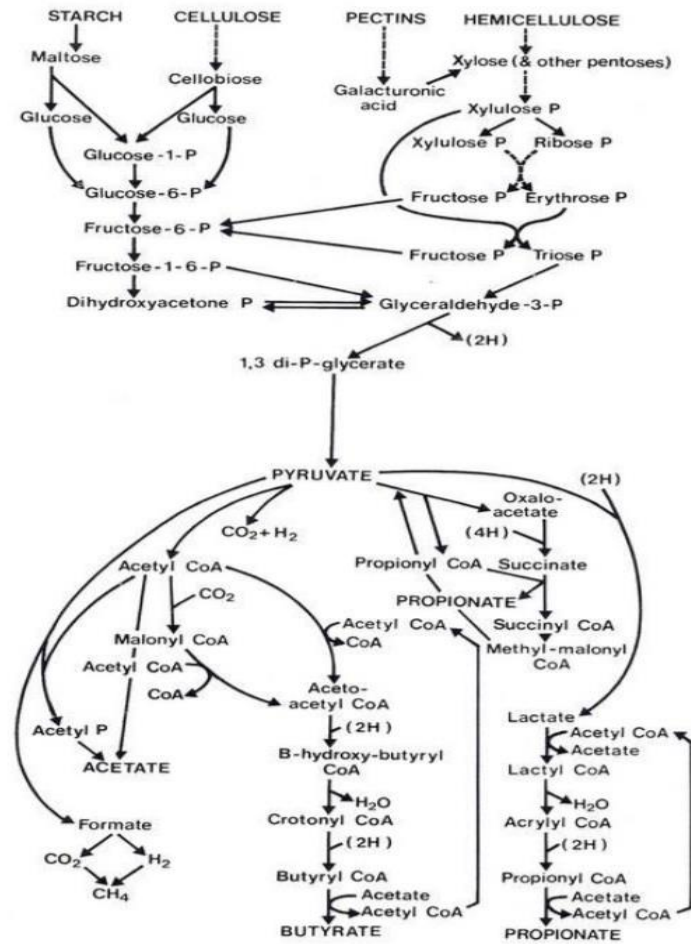 STARCH CELLULOSE PECTINS HEMICELLULOSE
Maltose
Xylose (& other pentoses)
Cellobiose
Galacturonic
acid
Glucose Glucose
Xylulose P
Xylulose P Ribose P
Glucose-1-P
Glucose-6-P
Fructose P Erythrose P
Fructose-6-P
Fructose P Triose P
Fructose-1-6-P
Dihydroxyacetone P
Glyceraldehyde-3-P
(2H)
1,3 di-P-glycerate
PYRUVATE
(2H)
Oxalo-
acetate
CO2+H2
(4H)
Acetyl CoA
Propionyl CoA Succinate
CO2
PROPIONATE
Malonyl CoA
Acetyl CoA
CoA
Succinyl CoA
Methyl-malonyl
CoA
Acetyl CoA
CoA
Aceto-
acetyl CoA
Lactate
Acetyl P
(2H)
Acetyl CoA
Acetate
ACETATE
B-hydroxy-butyryl
CoA
Lactyl CoA
H2O
H2O
Formate
Crotonyl CoA
Acrylyl CoA
(2H)
(2H)
CO2 H2
CH4
Butyryl CoA
Propionyl CoA
Acetate
Acetyl CoA
Acetate
Acetyl CoA
BUTYRATE
PROPIONATE